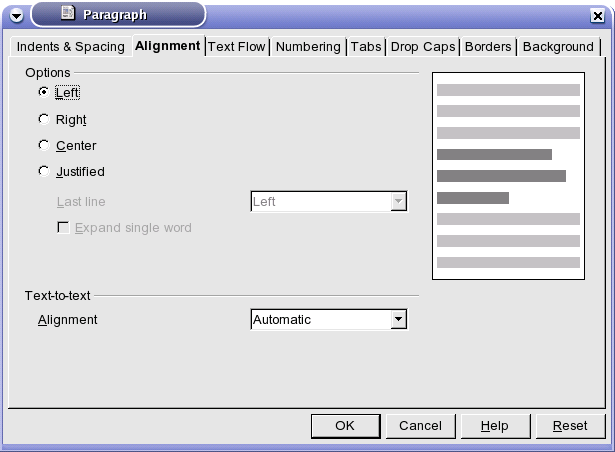 Paragraph
Indents & Spacing Alignment Text Flow Numbering Tabs Drop Caps Borders Background
Options
Left
Right
Center
Justified
Last line Left
Expand single word
Text-to-text
Alignment Automatic
OK Cancel Help Reset